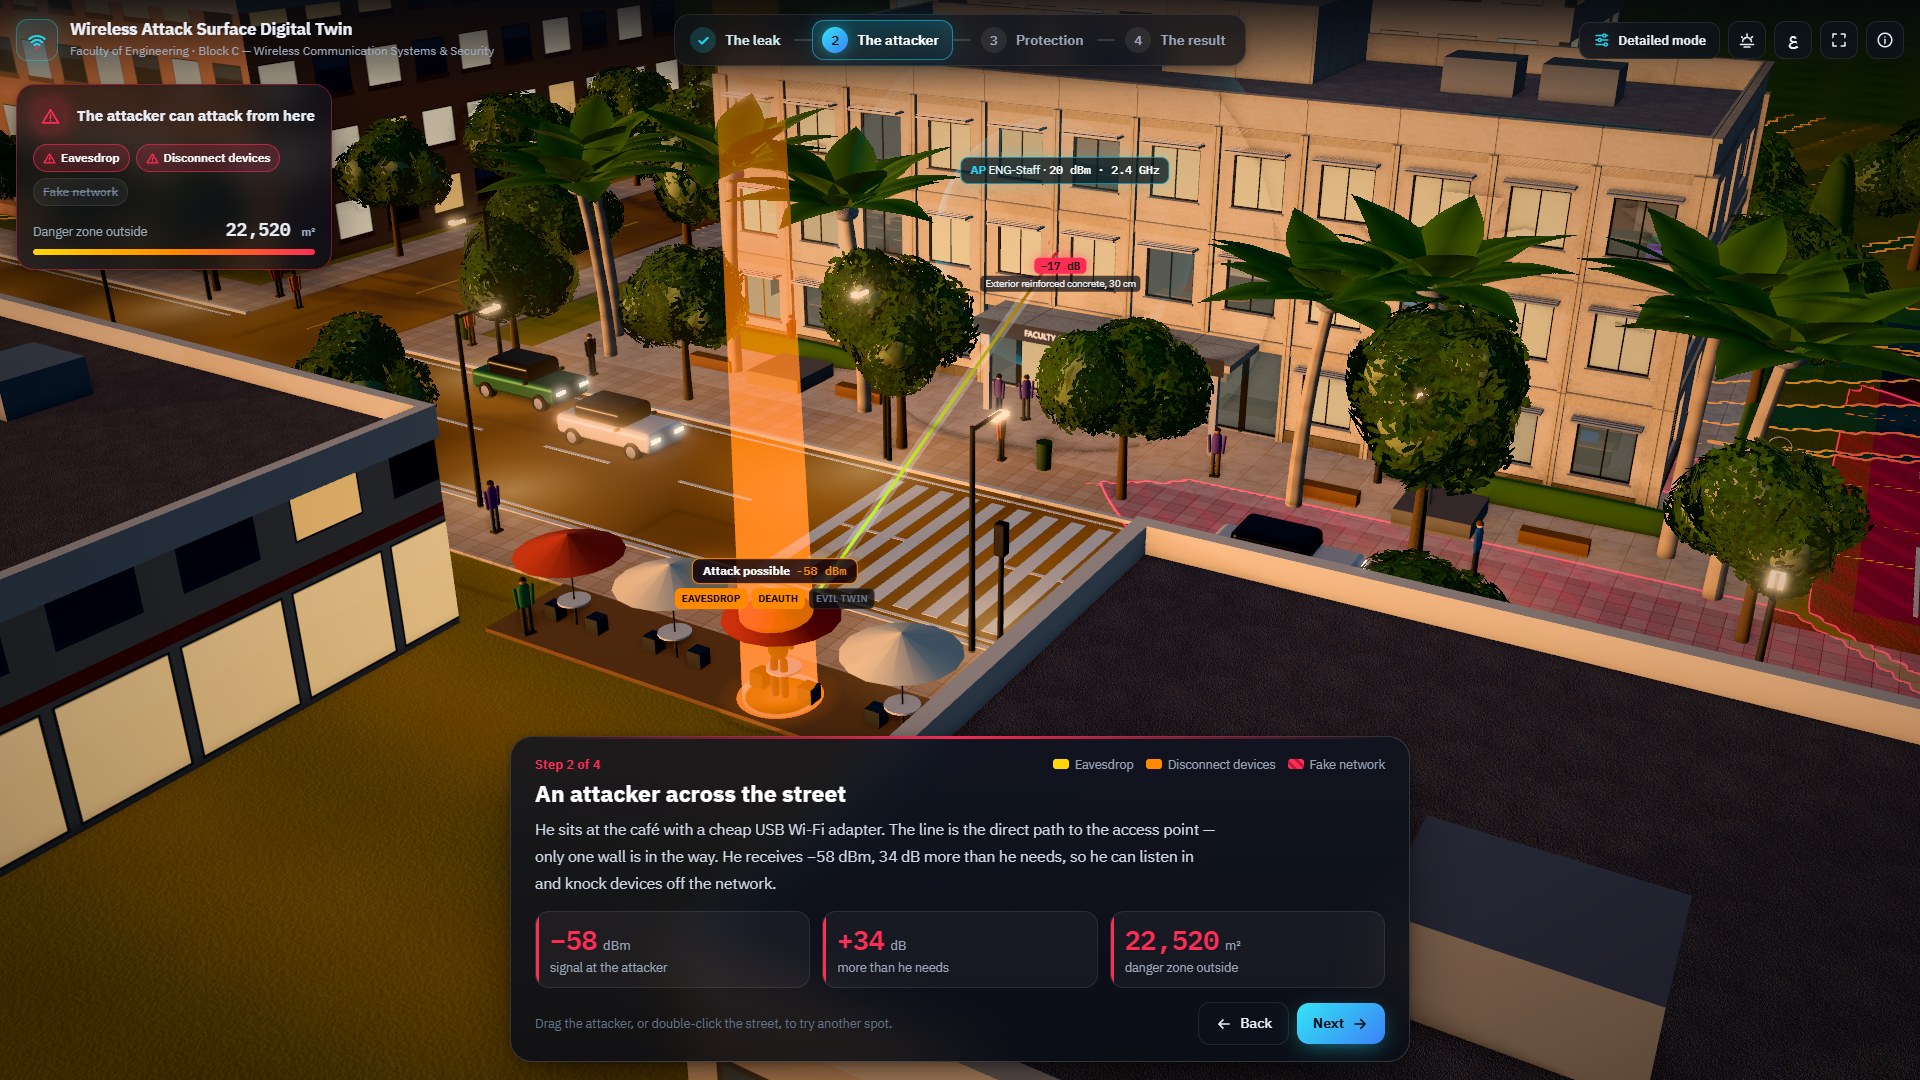 Wireless Attack Surface Digital Twin
Faculty of Engineering · Block C — Wireless Communication Systems & Security
The leak
2 The attacker
3 Protection
4 The result
Detailed mode
ع
The attacker can attack from here
Eavesdrop
Disconnect devices
Fake network
Danger zone outside 22,520 m²
AP ENG-Staff · 20 dBm · 2.4 GHz
−17 dB
Exterior reinforced concrete, 30 cm
FACULTY
Attack possible −58 dBm
EAVESDROP DEAUTH EVIL TWIN
Step 2 of 4
Eavesdrop Disconnect devices Fake network
An attacker across the street
He sits at the café with a cheap USB Wi-Fi adapter. The line is the direct path to the access point —
only one wall is in the way. He receives −58 dBm, 34 dB more than he needs, so he can listen in
and knock devices off the network.
−58 dBm
signal at the attacker
+34 dB
more than he needs
22,520 m²
danger zone outside
Drag the attacker, or double-click the street, to try another spot.
Back
Next